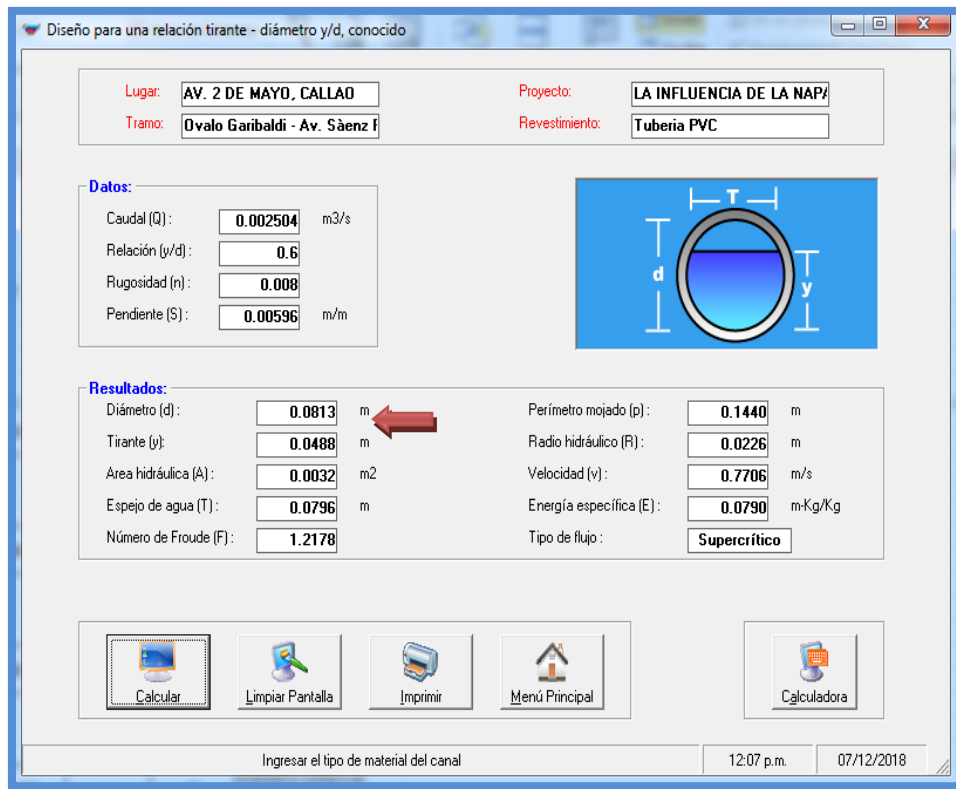 Diseño para una relación tirante - diámetro y/d, conocido
Lugar: AV. 2 DE MAYO, CALLAO Proyecto: LA INFLUENCIA DE LA
Tramo: Ovalo Garibaldi - Av. Sàenz Revestimiento: Tuberia PVC
Datos:
Caudal (Q) : 0.002504 m3/s
Relación (y/d) : 0.6
Rugosidad (n) : 0.008
Pendiente (S) : 0.00596 m/m
T
d
y
Resultados:
Diámetro (d) : 0.0813 m Perímetro mojado (p) : 0.1440 m
Tirante (y): 0.0488 m Radio hidráulico (R) : 0.0226 m
Area hidráulica (A) : 0.0032 m2 Velocidad (v) : 0.7706 m/s
Espejo de agua (T) : 0.0796 m Energía específica (E) : 0.0790 m-Kg/Kg
Número de Froude (F) : 1.2178 Tipo de flujo : Supercrítico
Calcular Limpiar Pantalla Imprimir Menú Principal Calculadora
Ingresar el tipo de material del canal 12:07 p.m. 07/12/2018